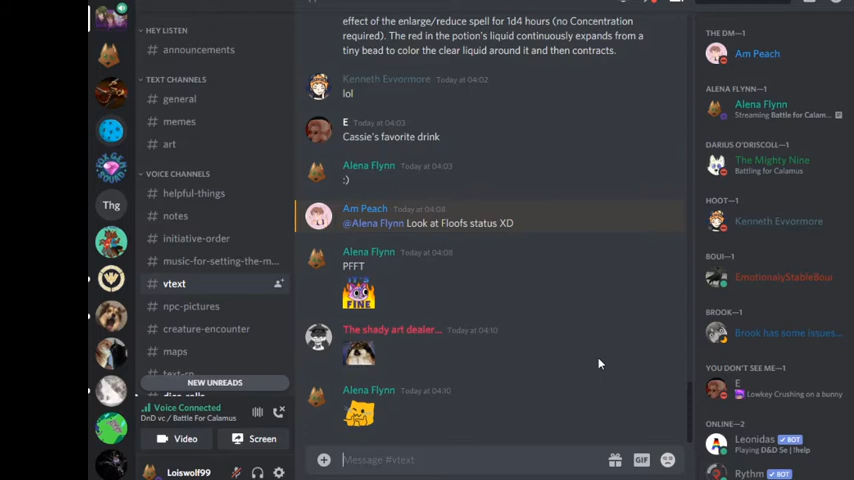 HEY LISTEN
# announcements
TEXT CHANNELS
# general
# memes
# art
VOICE CHANNELS
# helpful-things
# notes
# initiative-order
# music-for-setting-the-m...
# vtext
# npc-pictures
# creature-encounter
# maps
NEW UNREADS
Voice Connected
DnD vc / Battle For Calamus
Video
Screen
Loiswolf99
Thg
effect of the enlarge/reduce spell for 1d4 hours (no Concentration
required). The red in the potion's liquid continuously expands from a
tiny bead to color the clear liquid around it and then contracts.
Kenneth Evvormore Today at 04:02
lol
E Today at 04:03
Cassie's favorite drink
Alena Flynn Today at 04:03
:)
Am Peach Today at 04:08
@Alena Flynn Look at Floofs status XD
Alena Flynn Today at 04:08
PFFT
FINE
The shady art dealer... Today at 04:10
Alena Flynn Today at 04:10
Message #vtext
GIF
THE DM—1
Am Peach
ALENA FLYNN—1
Alena Flynn
Streaming Battle for Calam...
DARIUS O'DRISCOLL—1
The Mighty Nine
Battling for Calamus
HOOT—1
Kenneth Evvormore
BOUI—1
EmotionalyStableBoui
BROOK—1
Brook has some issues...
YOU DON'T SEE ME—1
E
Lowkey Crushing on a bunny
ONLINE—2
Leonidas ✓ BOT
Playing D&D Se | !help
Rythm ✓ BOT